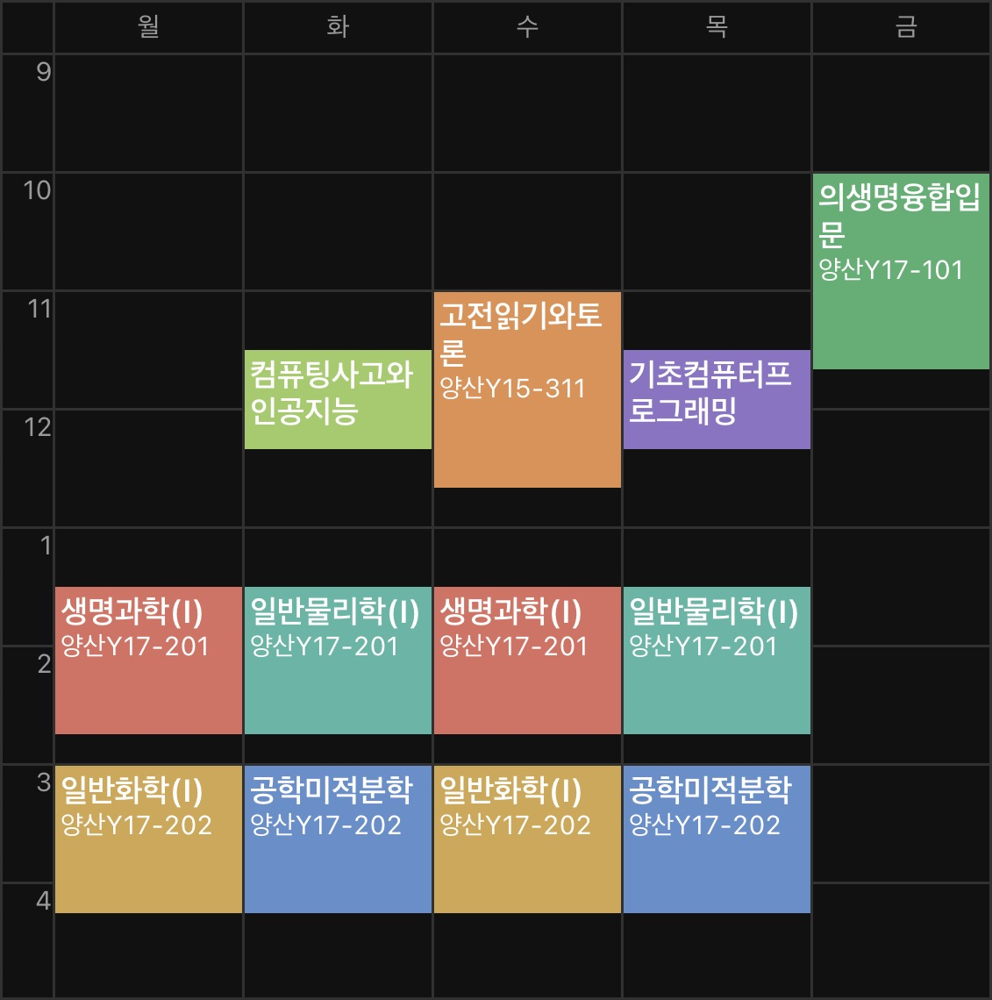 월 화 수 목 금
9
10
의생명융합입
문
양산Y17-101
11
고전읽기와토
론
양산Y15-311
컴퓨팅사고와
인공지능
기초컴퓨터프
로그래밍
12
1
생명과학(I)
양산Y17-201
일반물리학(I)
양산Y17-201
생명과학(I)
양산Y17-201
일반물리학(I)
양산Y17-201
2
3
일반화학(I)
양산Y17-202
공학미적분학
양산Y17-202
일반화학(I)
양산Y17-202
공학미적분학
양산Y17-202
4